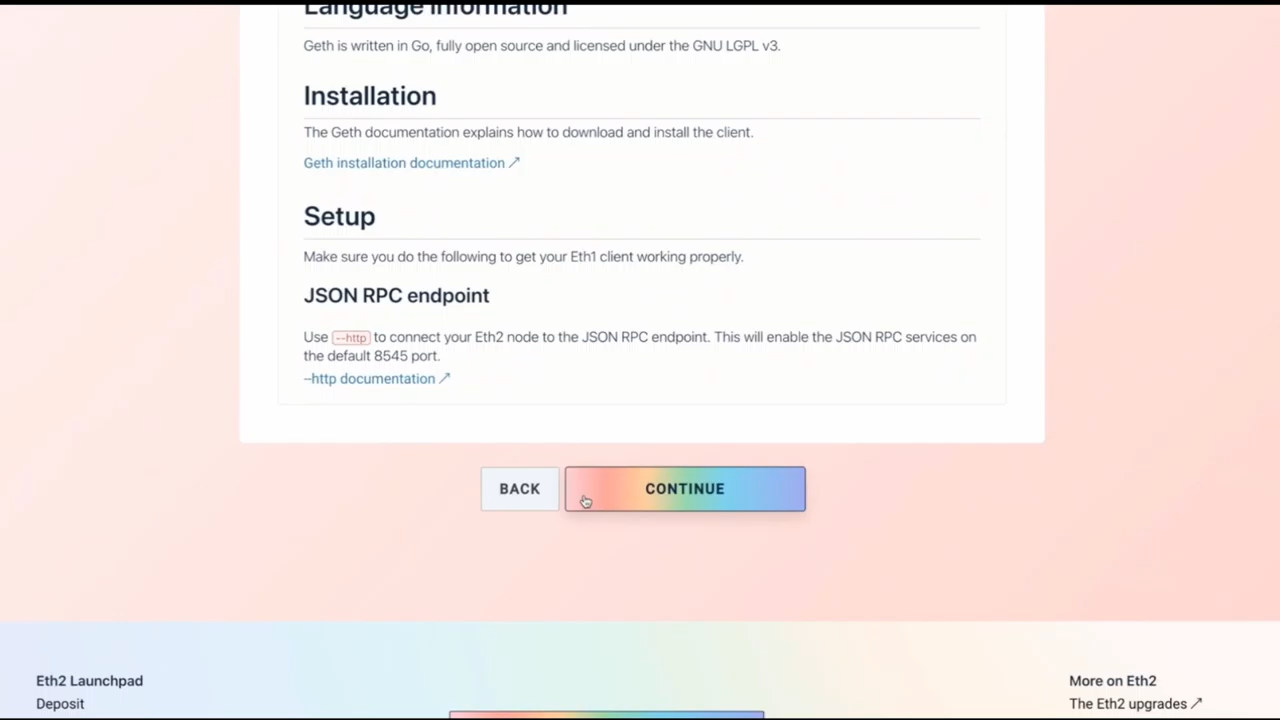 Language Information
Geth is written in Go, fully open source and licensed under the GNU LGPL v3.
Installation
The Geth documentation explains how to download and install the client.
Geth installation documentation ↗
Setup
Make sure you do the following to get your Eth1 client working properly.
JSON RPC endpoint
Use --http to connect your Eth2 node to the JSON RPC endpoint. This will enable the JSON RPC services on
the default 8545 port.
--http documentation ↗
BACK
CONTINUE
Eth2 Launchpad
More on Eth2
Deposit
The Eth2 upgrades ↗